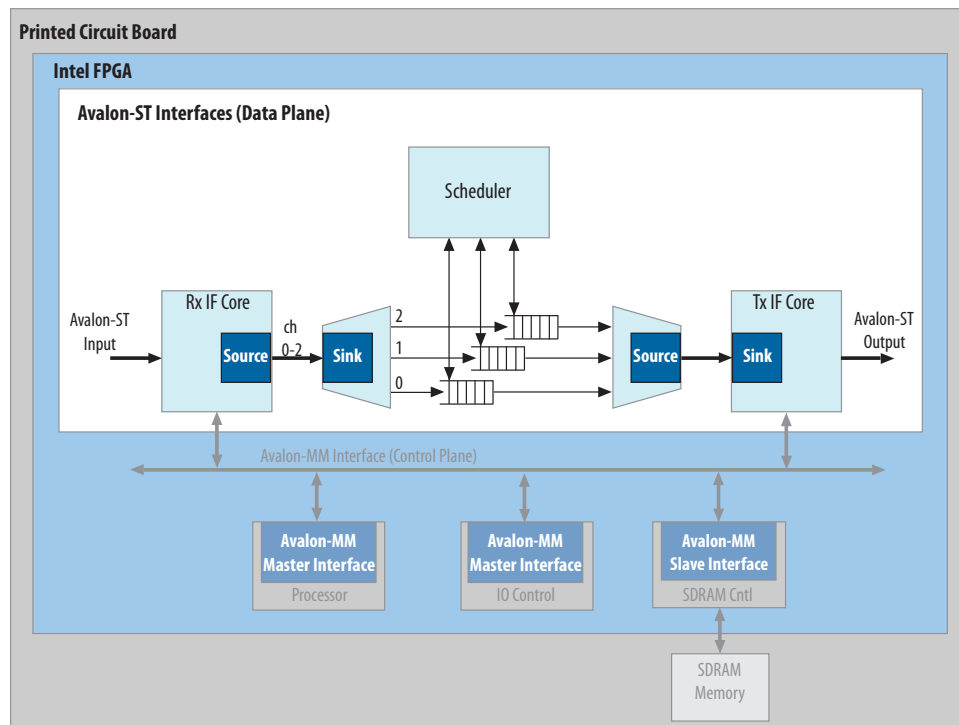 Printed Circuit Board
Intel FPGA
Avalon-ST Interfaces (Data Plane)
Scheduler
Rx IF Core
Tx IF Core
Avalon-ST
Input
Source
ch
0-2
Sink
2
1
0
Source
Sink
Avalon-ST
Output
Avalon-MM Interface (Control Plane)
Avalon-MM
Master Interface
Processor
Avalon-MM
Master Interface
IO Control
Avalon-MM
Slave Interface
SDRAM Cntl
SDRAM
Memory